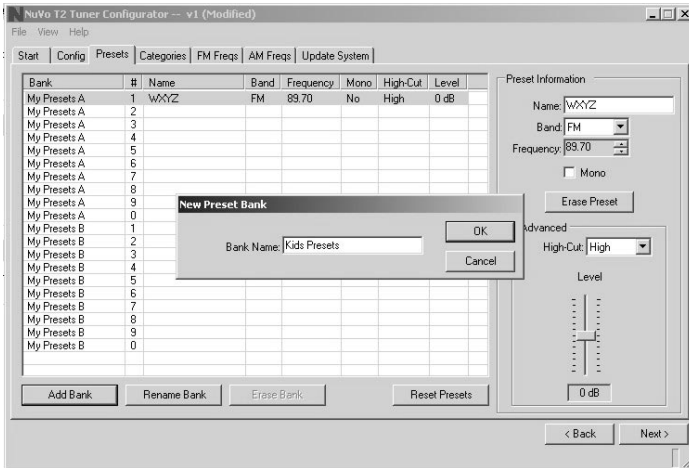 NuVo T2 Tuner Configurator -- v1 (Modified)
File View Help
Start Config Presets Categories FM Freqs AM Freqs Update System
Bank # Name Band Frequency Mono High-Cut Level
My Presets A 1 WXYZ FM 89.70 No High 0 dB
My Presets A 2
My Presets A 3
My Presets A 4
My Presets A 5
My Presets A 6
My Presets A 7
My Presets A 8
My Presets A 9
My Presets A 0
My Presets B 1
My Presets B 2
My Presets B 3
My Presets B 4
My Presets B 5
My Presets B 6
My Presets B 7
My Presets B 8
My Presets B 9
My Presets B 0
New Preset Bank
Bank Name: Kids Presets
OK
Cancel
Preset Information
Name: WXYZ
Band: FM
Frequency: 89.70
Mono
Erase Preset
Advanced
High-Cut: High
Level
0 dB
Add Bank Rename Bank Erase Bank Reset Presets
< Back Next >